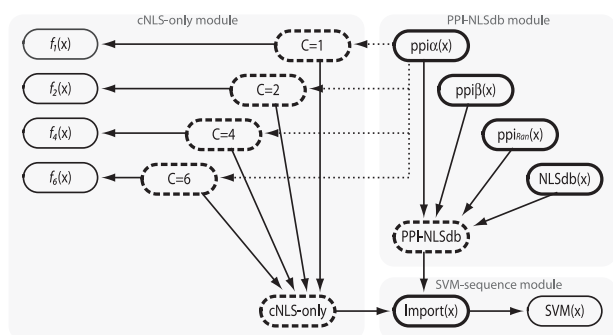 cNLS-only module
PPI-NLSdb module
f₁(x)
C=1
ppiα(x)
f₂(x)
C=2
ppiβ(x)
f₄(x)
C=4
ppiRan(x)
f₆(x)
C=6
NLSdb(x)
PPI-NLSdb
SVM-sequence module
cNLS-only
Import(x)
SVM(x)